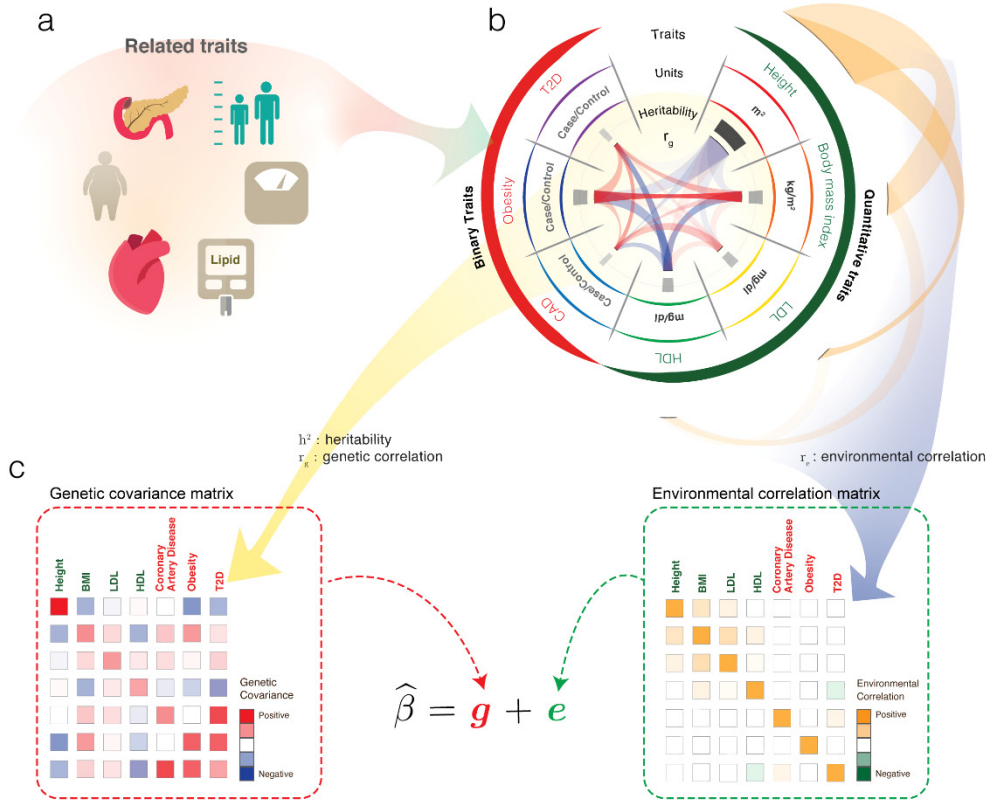 a
Related traits
Lipid
b
Traits
Units
Heritability
r_g
T2D
Case/Control
Obesity
Case/Control
CAD
Case/Control
Height
m²
Body mass index
kg/m²
LDL
mg/dl
HDL
mg/dl
Binary Traits
Quantitative traits
h² : heritability
r_g : genetic correlation
r_e : environmental correlation
c
Genetic covariance matrix
Height
BMI
LDL
HDL
Coronary
Artery Disease
Obesity
T2D
Genetic
Covariance
Positive
Negative
β̂ = g + e
Environmental correlation matrix
Height
BMI
LDL
HDL
Coronary
Artery Disease
Obesity
T2D
Environmental
Correlation
Positive
Negative